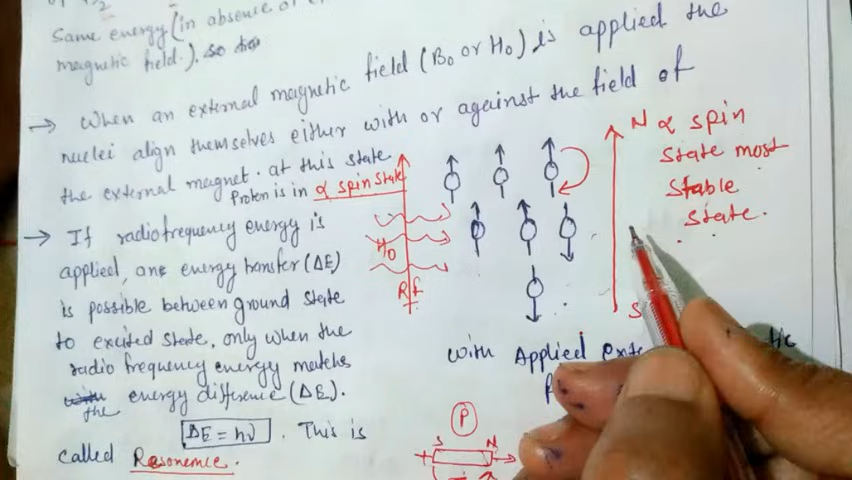 Same energy (in absence of
magnetic field.), so
→ When an external magnetic field (B0 or H0) is applied the
nuclei align themselves either with or against the field of
the external magnet. at this state
Proton is in α spin state
→ If radiofrequency energy is
applied, one energy transfer (ΔE)
is possible between ground state
to excited state, only when the
radio frequency energy matches
the energy difference (ΔE).
ΔE = hν . This is
called Resonence.
H0
Rf
N α spin
state most
stable
state.
S
with Applied
P
S N